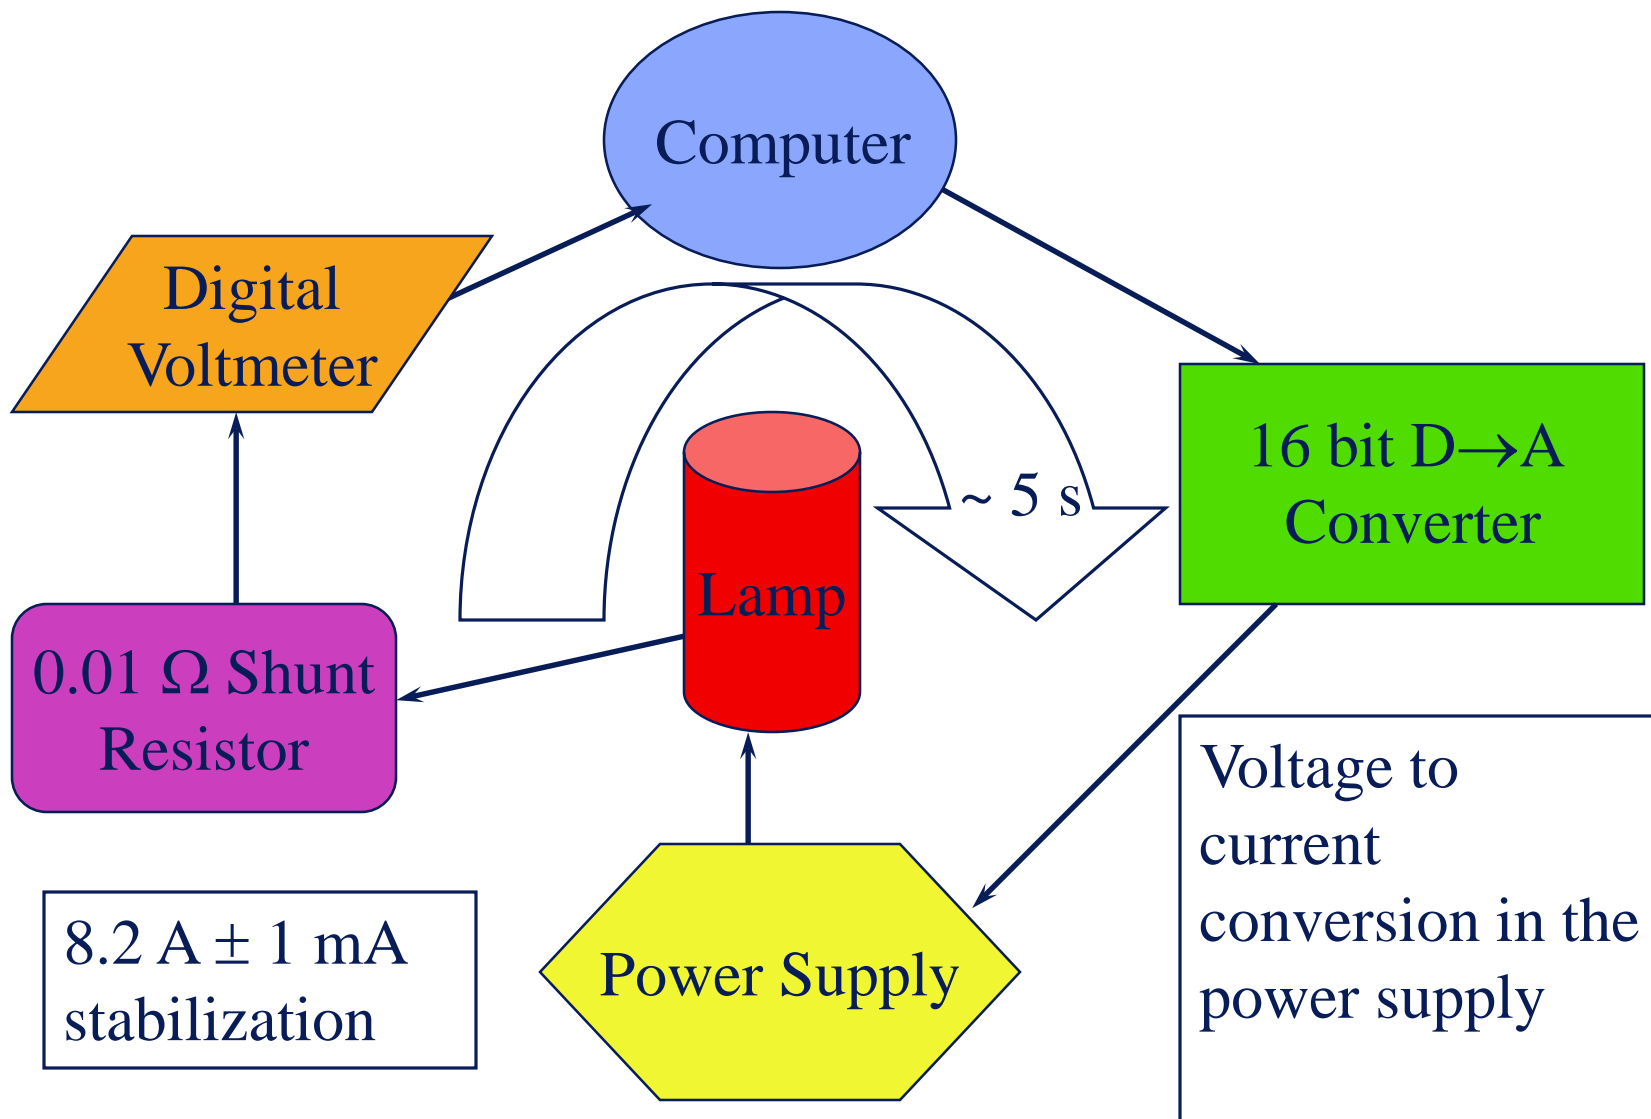 Computer
Digital
Voltmeter
16 bit D→A
Converter
~ 5 s
Lamp
0.01 Ω Shunt
Resistor
Voltage to
current
conversion in the
power supply
8.2 A ± 1 mA
stabilization
Power Supply